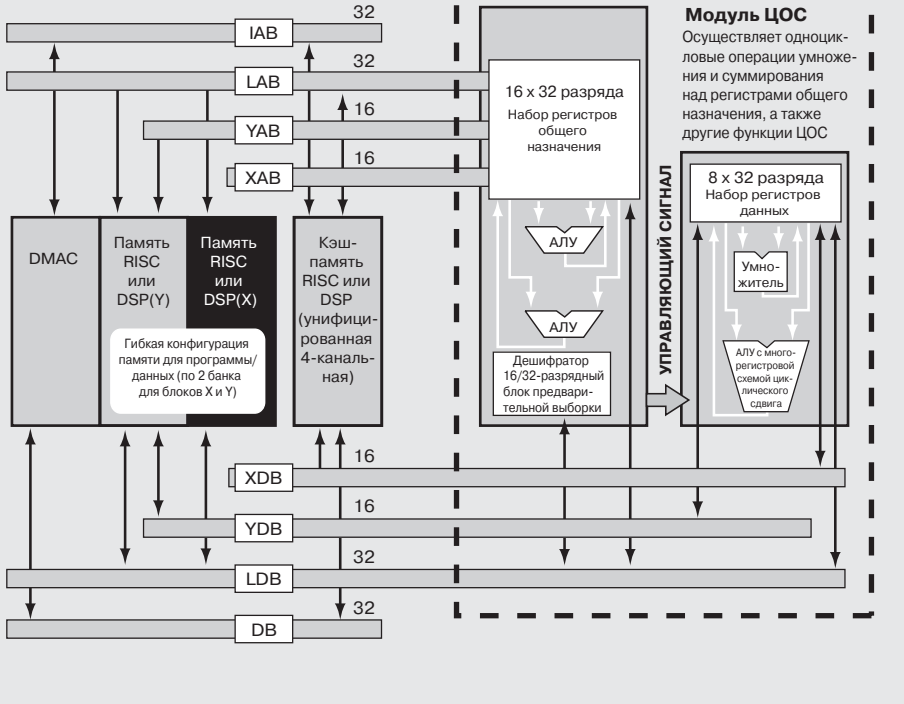 32
IAB
32
LAB
16
YAB
16
XAB
16 x 32 разряда
Набор регистров
общего
назначения
АЛУ
АЛУ
Дешифратор
16/32-разрядный
блок предвари-
тельной выборки
Модуль ЦОС
Осуществляет одноцик-
ловые операции умноже-
ния и суммирования
над регистрами общего
назначения, а также
другие функции ЦОС
УПРАВЛЯЮЩИЙ СИГНАЛ
8 x 32 разряда
Набор регистров
данных
Умно-
житель
АЛУ с много-
регистровой
схемой цик-
лического
сдвига
DMAC
Память
RISC
или
DSP(Y)
Память
RISC
или
DSP(X)
Гибкая конфигурация
памяти для программы/
данных (по 2 банка
для блоков X и Y)
Кэш-
память
RISC или
DSP
(унифици-
рованная
4-каналь-
ная)
16
XDB
16
YDB
32
LDB
32
DB